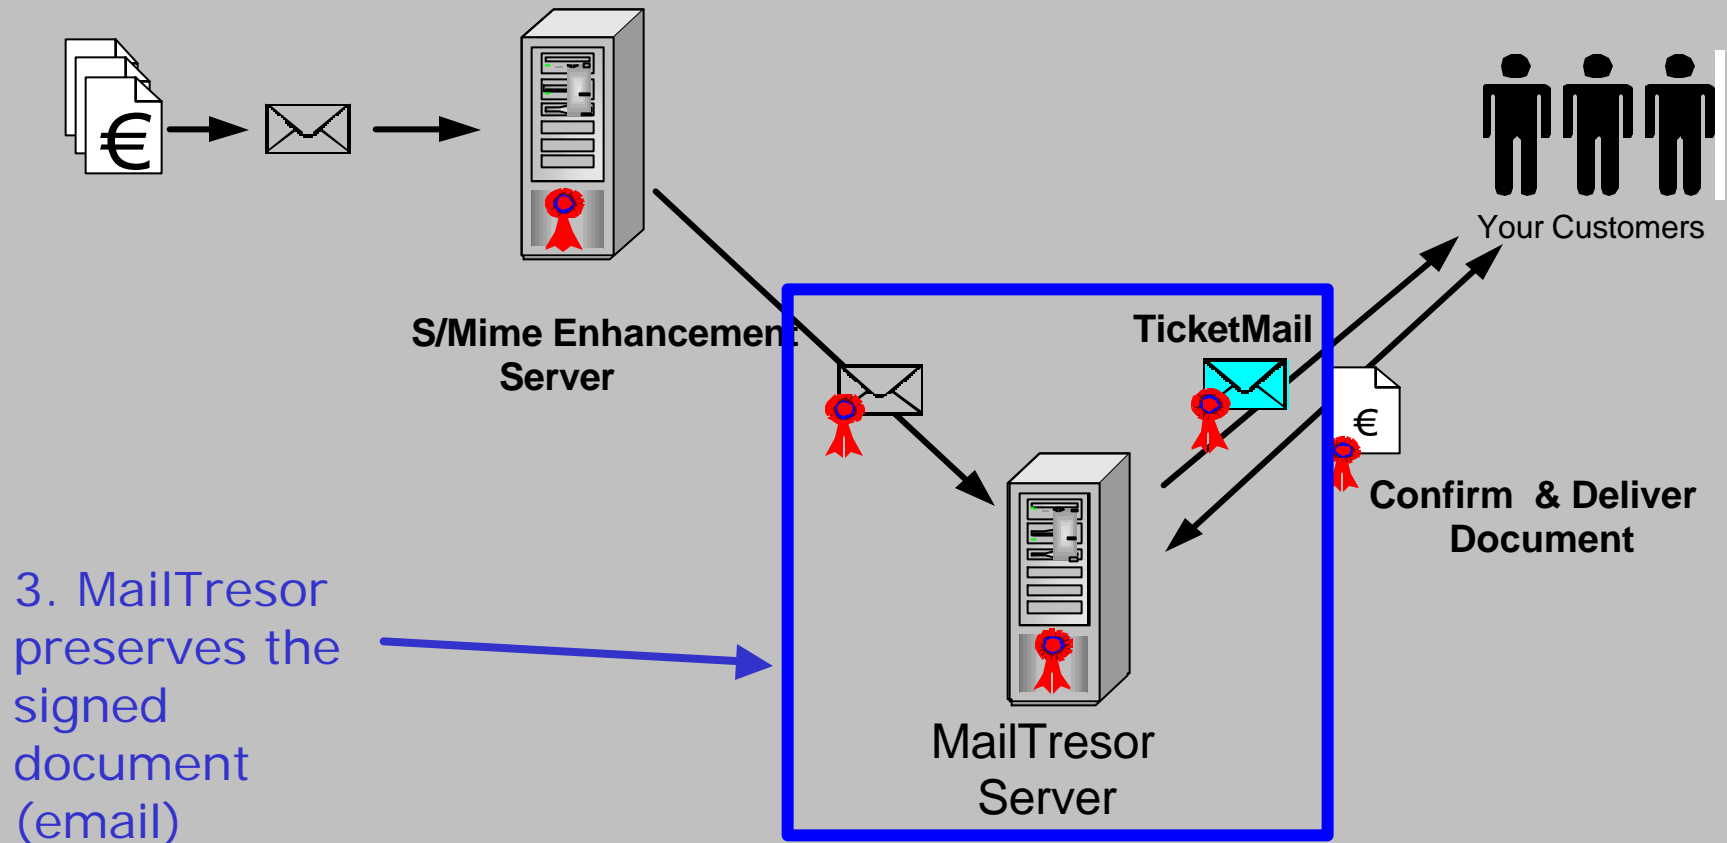 €
Your Customers
S/Mime Enhancement
Server
TicketMail
€
Confirm & Deliver
Document
3. MailTresor
preserves the
signed
document
(email)
MailTresor
Server